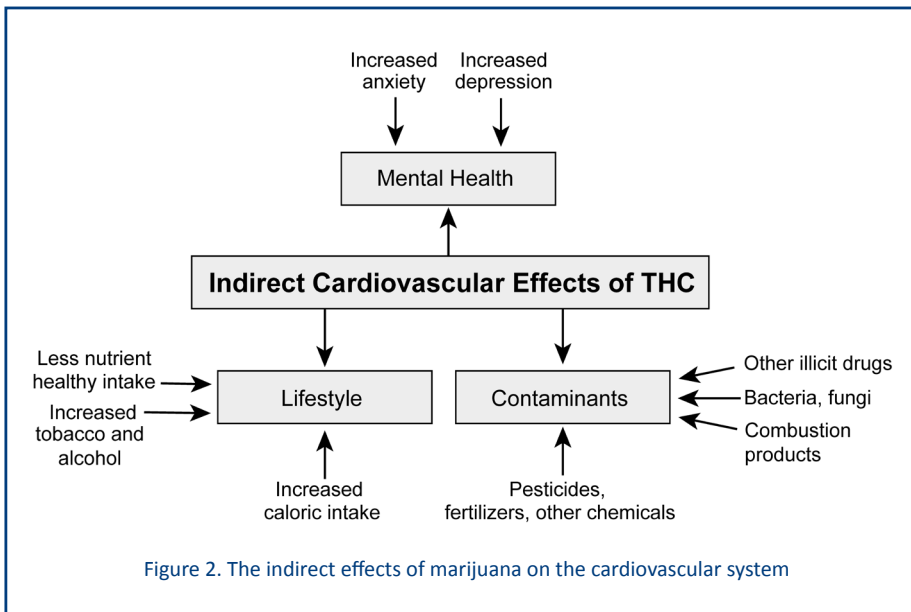 Increased
anxiety
Increased
depression
Mental Health
Indirect Cardiovascular Effects of THC
Less nutrient
healthy intake
Increased
tobacco and
alcohol
Lifestyle
Increased
caloric intake
Contaminants
Other illicit drugs
Bacteria, fungi
Combustion
products
Pesticides,
fertilizers, other chemicals
Figure 2. The indirect effects of marijuana on the cardiovascular system